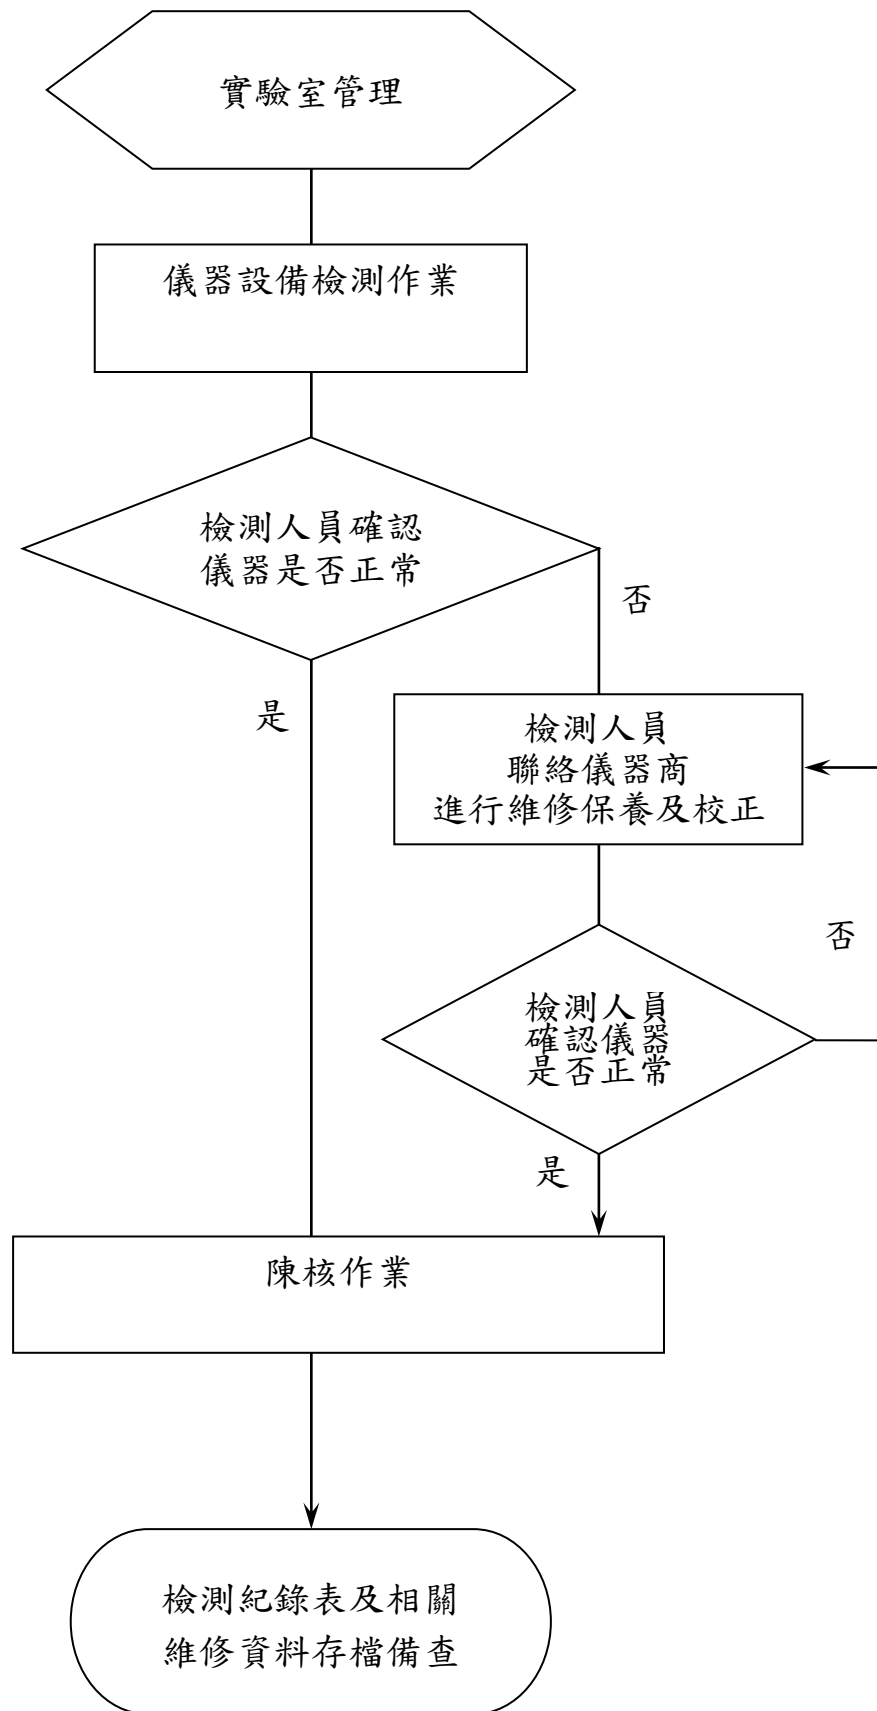 實驗室管理
儀器設備檢測作業
檢測人員確認
儀器是否正常
否
是
檢測人員
聯絡儀器商
進行維修保養及校正
否
檢測人員
確認儀器
是否正常
是
陳核作業
檢測紀錄表及相關
維修資料存檔備查